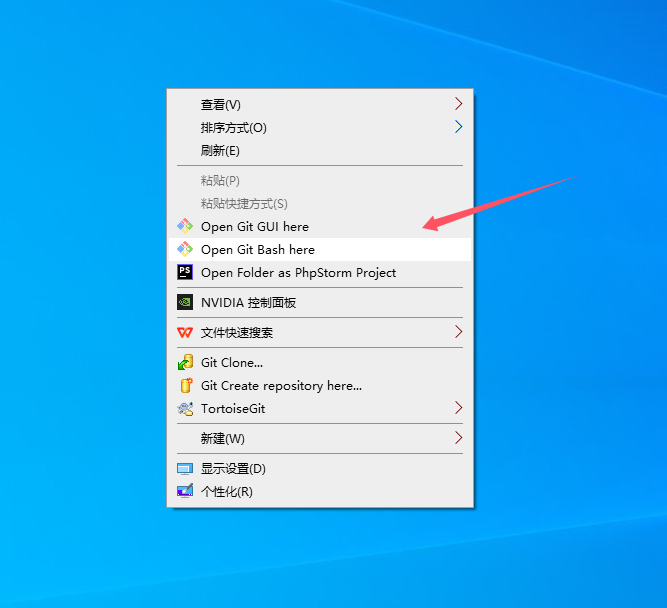 查看(V)
排序方式(O)
刷新(E)
粘贴(P)
粘贴快捷方式(S)
Open Git GUI here
Open Git Bash here
PS Open Folder as PhpStorm Project
NVIDIA 控制面板
文件快速搜索
Git Clone...
Git Create repository here...
TortoiseGit
新建(W)
显示设置(D)
个性化(R)